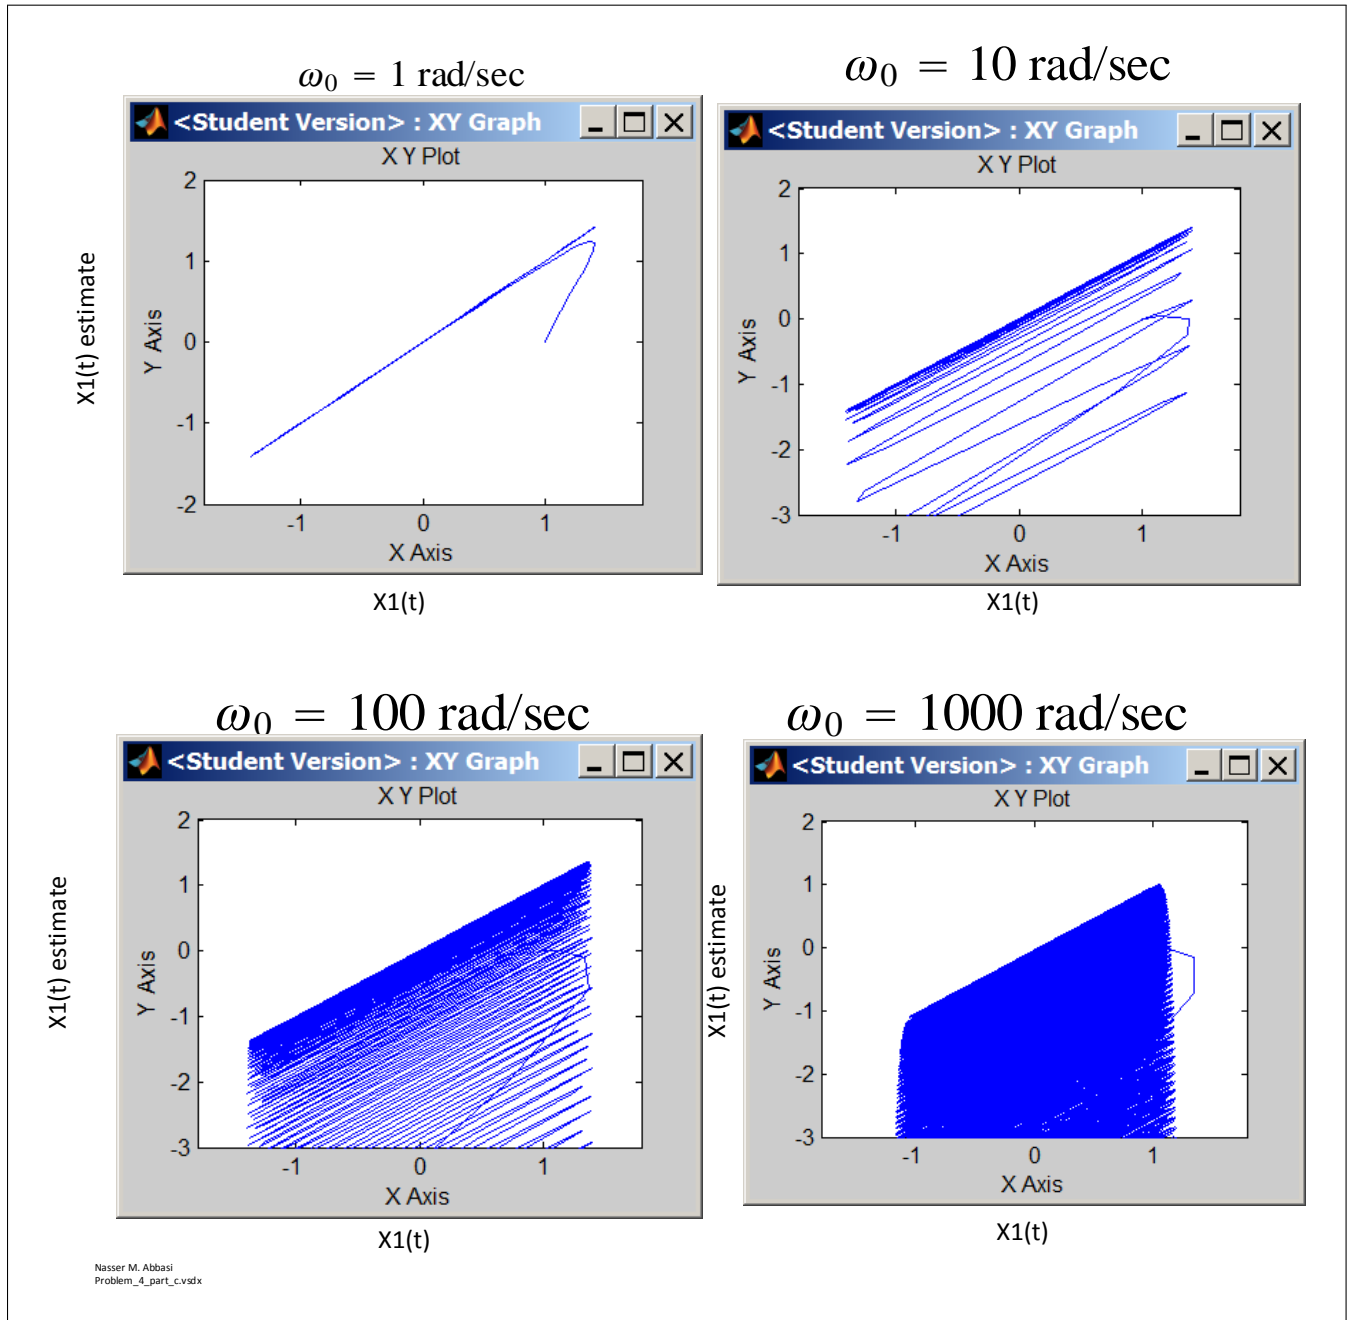 ω0 = 1 rad/sec
<Student Version> : XY Graph
X Y Plot
2
1
0
-1
-2
-1
0
1
X Axis
Y Axis
X1(t) estimate
X1(t)
ω0 = 10 rad/sec
<Student Version> : XY Graph
X Y Plot
2
1
0
-1
-2
-3
-1
0
1
X Axis
Y Axis
X1(t)
ω0 = 100 rad/sec
<Student Version> : XY Graph
X Y Plot
2
1
0
-1
-2
-3
-1
0
1
X Axis
Y Axis
X1(t) estimate
X1(t)
ω0 = 1000 rad/sec
<Student Version> : XY Graph
X Y Plot
2
1
0
-1
-2
-3
-1
0
1
X Axis
Y Axis
X1(t) estimate
X1(t)
Nasser M. Abbasi
Problem_4_part_c.vsdx